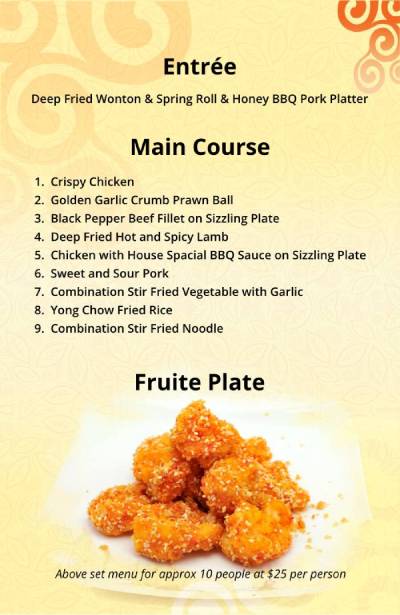 Entrée
Deep Fried Wonton & Spring Roll & Honey BBQ Pork Platter
Main Course
1. Crispy Chicken
2. Golden Garlic Crumb Prawn Ball
3. Black Pepper Beef Fillet on Sizzling Plate
4. Deep Fried Hot and Spicy Lamb
5. Chicken with House Spacial BBQ Sauce on Sizzling Plate
6. Sweet and Sour Pork
7. Combination Stir Fried Vegetable with Garlic
8. Yong Chow Fried Rice
9. Combination Stir Fried Noodle
Fruite Plate
Above set menu for approx 10 people at $25 per person